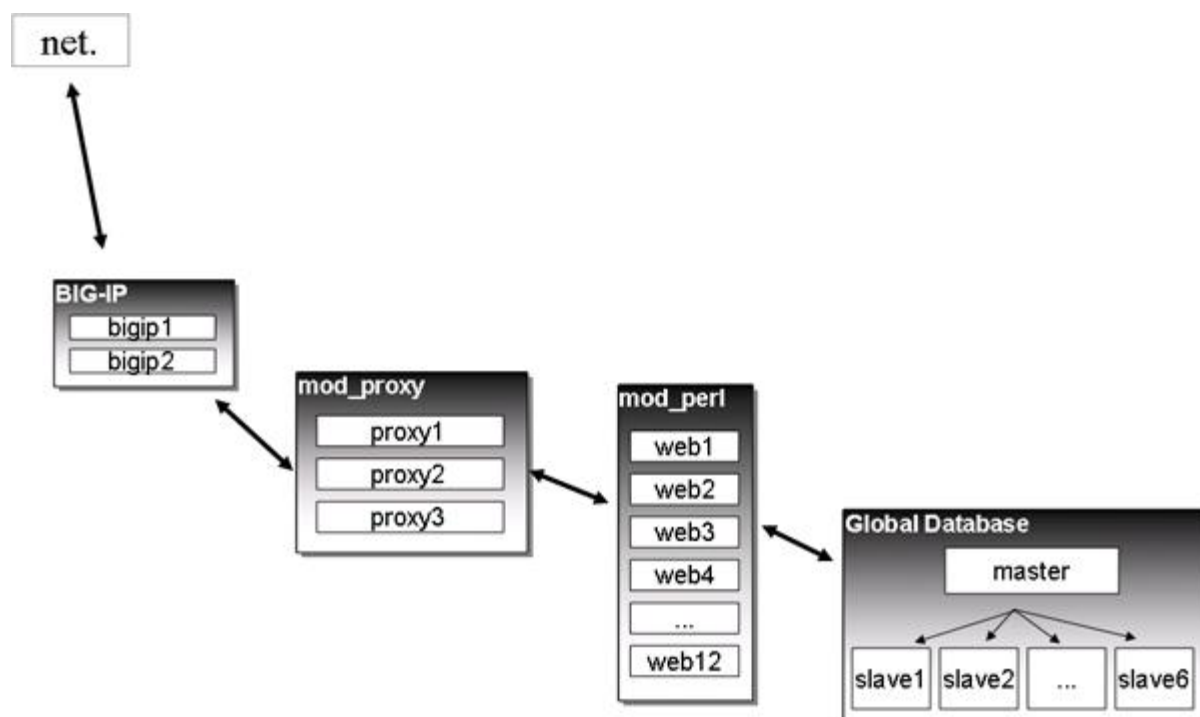 net.
BIG-IP
bigip1
bigip2
mod_proxy
proxy1
proxy2
proxy3
mod_perl
web1
web2
web3
web4
...
web12
Global Database
master
slave1 slave2 ... slave6